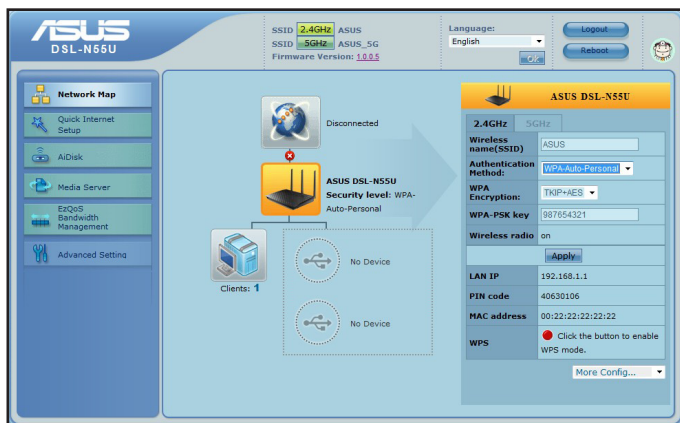 ASUS
DSL-N55U
SSID 2.4GHz ASUS
SSID 5GHz ASUS_5G
Firmware Version: 1.0.0.5
Language:
English
Ok
Logout
Reboot
Network Map
Quick Internet
Setup
AiDisk
Media Server
EzQoS
Bandwidth
Management
Advanced Setting
Disconnected
ASUS DSL-N55U
Security level: WPA-
Auto-Personal
Clients: 1
No Device
No Device
ASUS DSL-N55U
2.4GHz 5GHz
Wireless
name(SSID)
ASUS
Authentication
Method:
WPA-Auto-Personal
WPA
Encryption:
TKIP+AES
WPA-PSK key 987654321
Wireless radio on
Apply
LAN IP 192.168.1.1
PIN code 40630106
MAC address 00:22:22:22:22:22
WPS
Click the button to enable
WPS mode.
More Config...